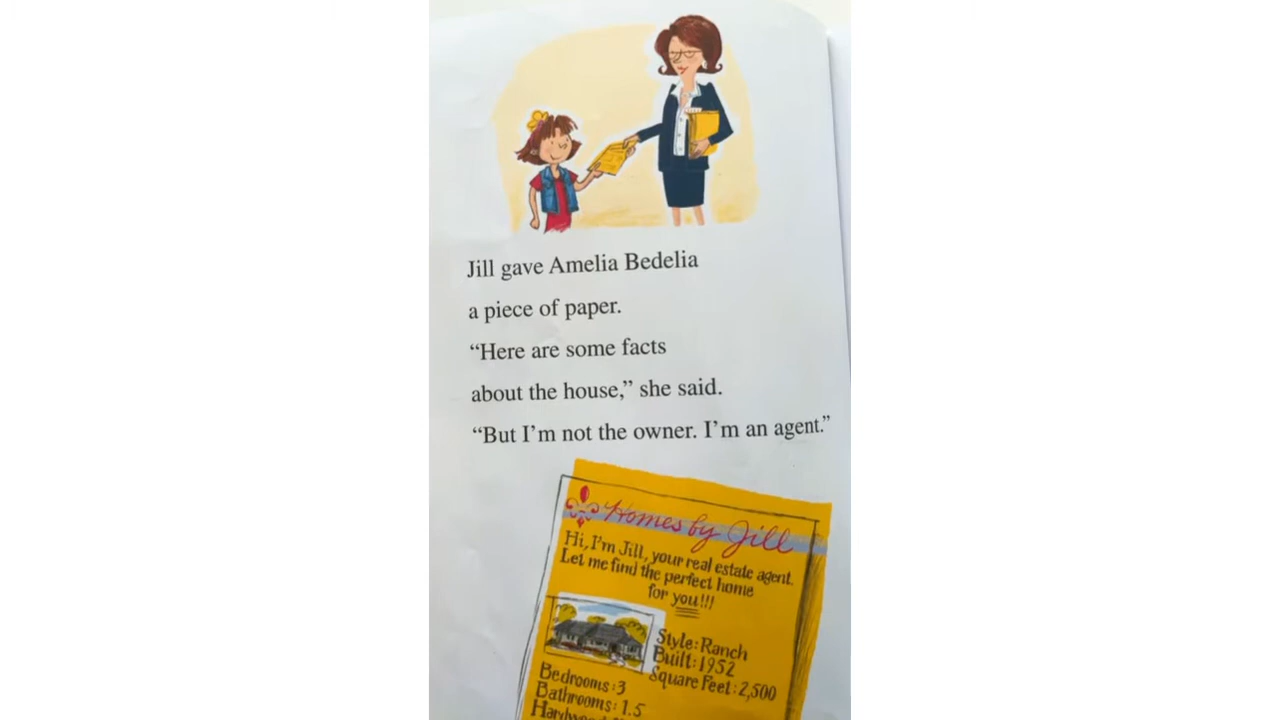 Jill gave Amelia Bedelia
a piece of paper.
“Here are some facts
about the house,” she said.
“But I’m not the owner. I’m an agent.”
Homes by Jill
Hi, I'm Jill, your real estate agent.
Let me find the perfect home
for you!!!
Style: Ranch
Built: 1952
Square Feet: 2,500
Bedrooms: 3
Bathrooms: 1.5